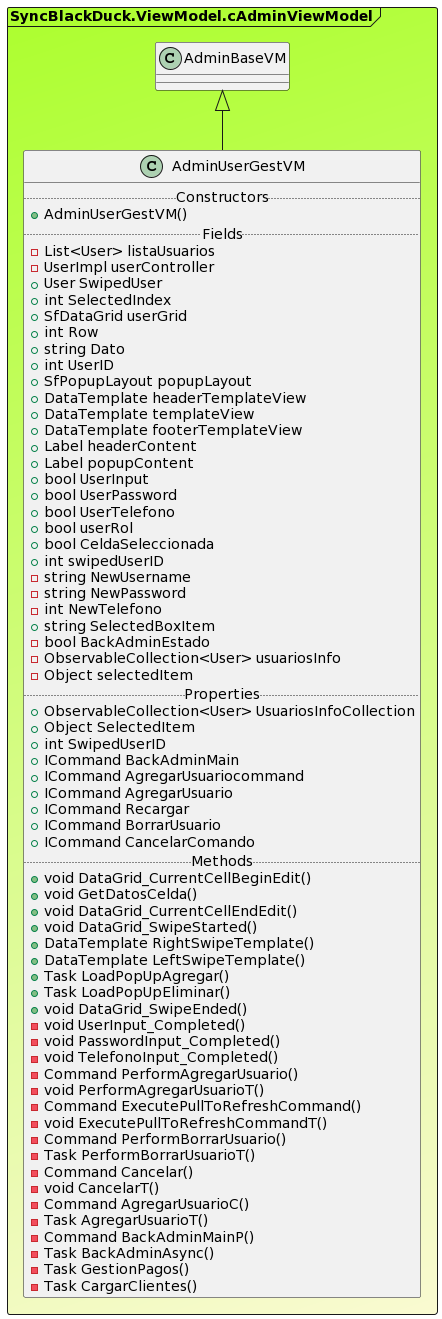 SyncBlackDuck.ViewModel.cAdminViewModel
C AdminBaseVM
C AdminUserGestVM
Constructors
AdminUserGestVM()
Fields
List<User> listaUsuarios
UserImpl userController
User SwipedUser
int SelectedIndex
SfDataGrid userGrid
int Row
string Dato
int UserID
SfPopupLayout popupLayout
DataTemplate headerTemplateView
DataTemplate templateView
DataTemplate footerTemplateView
Label headerContent
Label popupContent
bool UserInput
bool UserPassword
bool UserTelefono
bool userRol
bool CeldaSeleccionada
int swipedUserID
string NewUsername
string NewPassword
int NewTelefono
string SelectedBoxItem
bool BackAdminEstado
ObservableCollection<User> usuariosInfo
Object selectedItem
Properties
ObservableCollection<User> UsuariosInfoCollection
Object SelectedItem
int SwipedUserID
ICommand BackAdminMain
ICommand AgregarUsuariocommand
ICommand AgregarUsuario
ICommand Recargar
ICommand BorrarUsuario
ICommand CancelarComando
Methods
void DataGrid_CurrentCellBeginEdit()
void GetDatosCelda()
void DataGrid_CurrentCellEndEdit()
void DataGrid_SwipeStarted()
DataTemplate RightSwipeTemplate()
DataTemplate LeftSwipeTemplate()
Task LoadPopUpAgregar()
Task LoadPopUpEliminar()
void DataGrid_SwipeEnded()
void UserInput_Completed()
void PasswordInput_Completed()
void TelefonoInput_Completed()
Command PerformAgregarUsuario()
void PerformAgregarUsuarioT()
Command ExecutePullToRefreshCommand()
void ExecutePullToRefreshCommandT()
Command PerformBorrarUsuario()
Task PerformBorrarUsuarioT()
Command Cancelar()
void CancelarT()
Command AgregarUsuarioC()
Task AgregarUsuarioT()
Command BackAdminMainP()
Task BackAdminAsync()
Task GestionPagos()
Task CargarClientes()